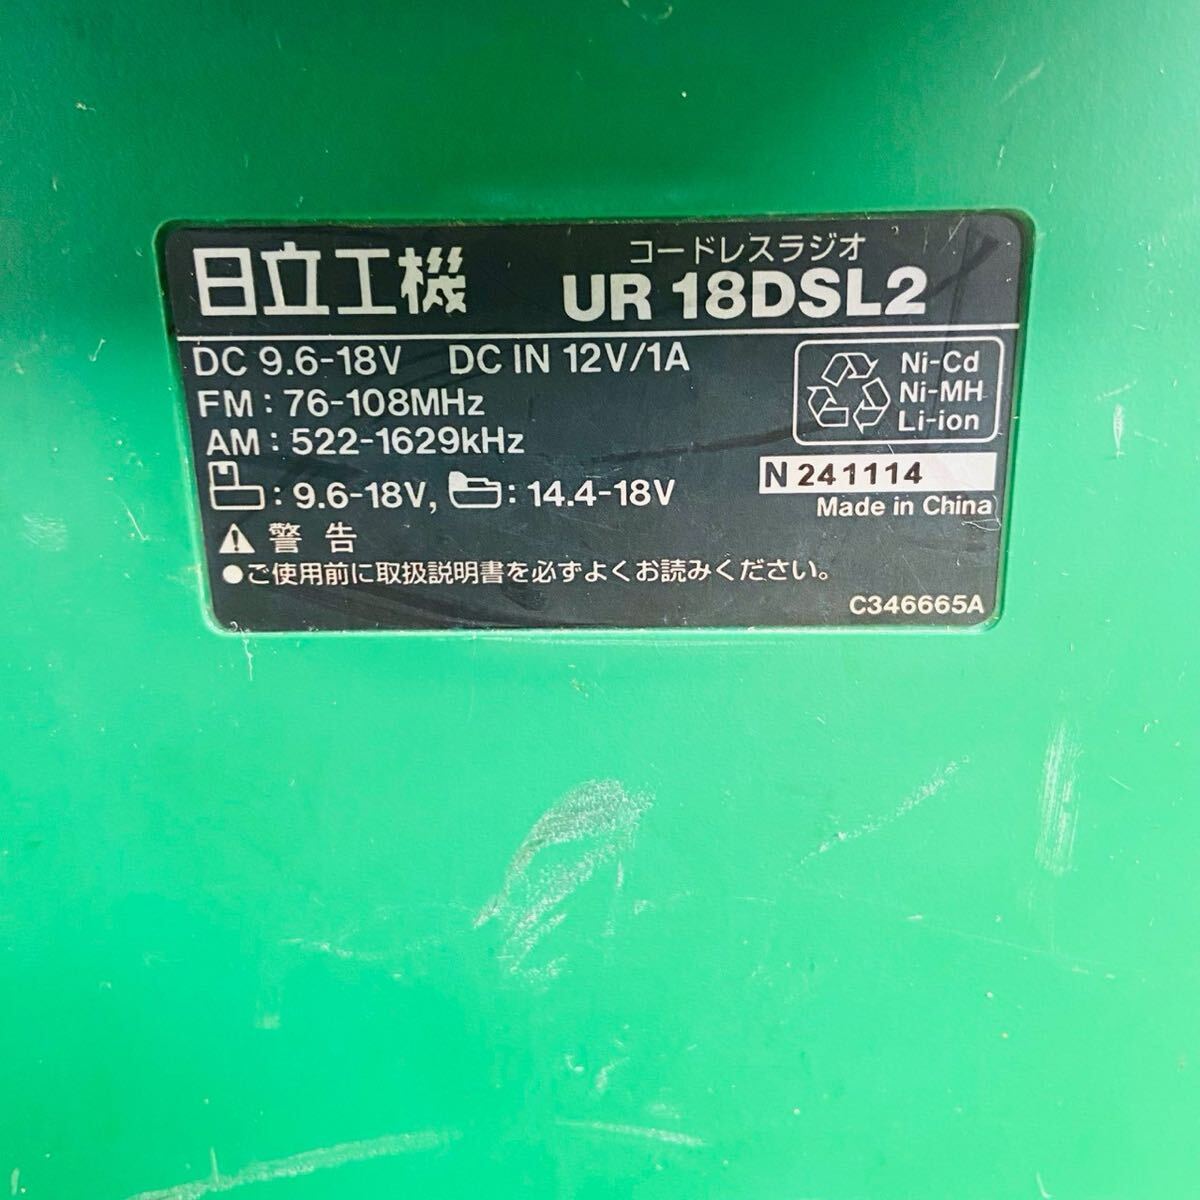 日立工機
コードレスラジオ
UR 18DSL2
DC 9.6-18V DC IN 12V/1A
FM : 76-108MHz
AM : 522-1629kHz
: 9.6-18V, : 14.4-18V
Ni-Cd
Ni-MH
Li-ion
N 241114
Made in China
警 告
●ご使用前に取扱説明書を必ずよくお読みください。
C346665A